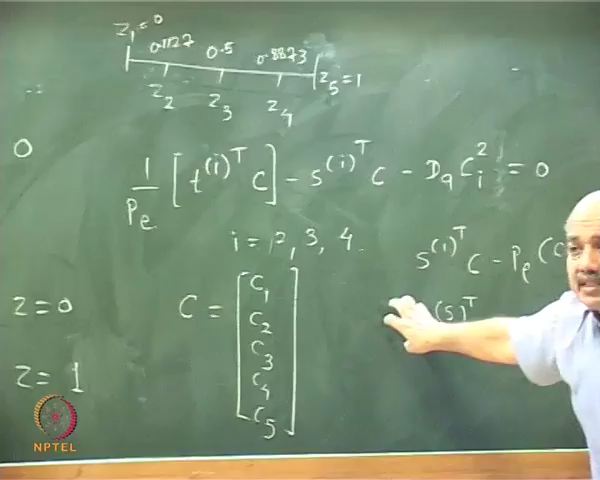 z₁ = 0
0.1127 0.5 0.8873
z₂ z₃ z₄ z₅ = 1
0
1/Pe [t^(i)ᵀ C] - s^(i)ᵀ C - Da Cᵢ² = 0
i = 2, 3, 4.
s^(1)ᵀ C - Pe (C
z = 0
C = [C₁ C₂ C₃ C₄ C₅]
(5)ᵀ
z = 1
NPTEL